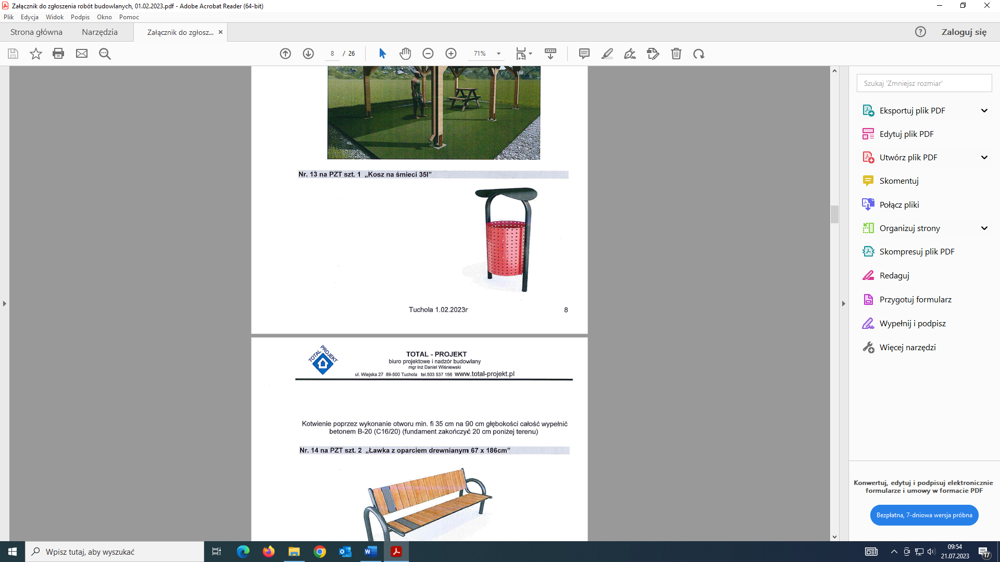 Załącznik do zgłoszenia robót budowlanych, 01.02.2023.pdf - Adobe Acrobat Reader (64-bit)
Plik Edycja Widok Podpis Okno Pomoc
Strona główna Narzędzia Załącznik do zgłosz... Zaloguj się
8 / 26 71%
Szukaj 'Zmniejsz rozmiar'
Eksportuj plik PDF
Edytuj plik PDF
Utwórz plik PDF
Skomentuj
Połącz pliki
Organizuj strony
Skompresuj plik PDF
Redaguj
Przygotuj formularz
Wypełnij i podpisz
Więcej narzędzi
Konwertuj, edytuj i podpisuj elektronicznie
formularze i umowy w formacie PDF
Bezpłatna, 7-dniowa wersja próbna
Nr. 13 na PZT szt. 1 „Kosz na śmieci 35l”
Tuchola 1.02.2023r 8
TOTAL PROJEKT
TOTAL - PROJEKT
biuro projektowe i nadzór budowlany
mgr inż Daniel Wiśniewski
ul. Wiejska 27 89-500 Tuchola tel.503 537 156 www.total-projekt.pl
Kotwienie poprzez wykonanie otworu min. fi 35 cm na 90 cm głębokości całość wypełnić
betonem B-20 (C16/20) (fundament zakończyć 20 cm poniżej terenu)
Nr. 14 na PZT szt. 2 „Ławka z oparciem drewnianym 67 x 186cm”
Wpisz tutaj, aby wyszukać
09:54
21.07.2023
17